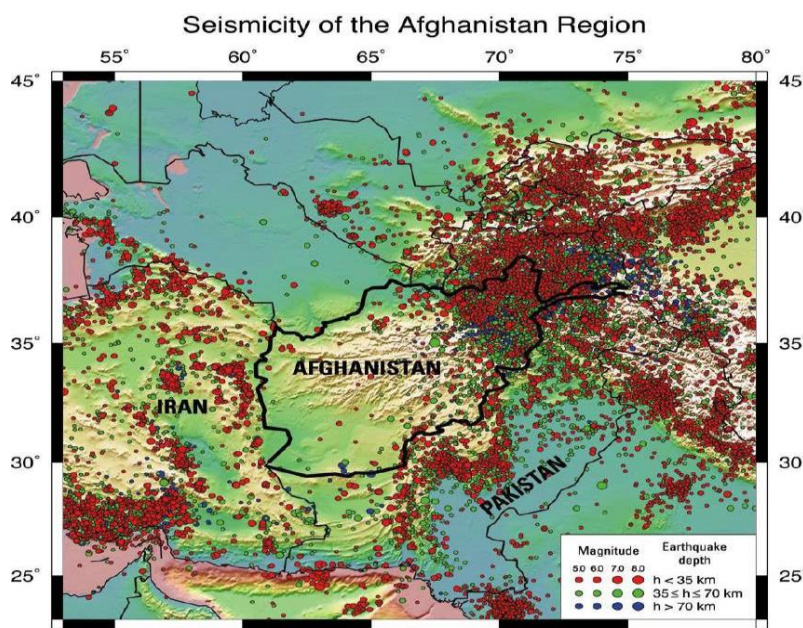 Seismicity of the Afghanistan Region
55° 60° 65° 70° 75° 80°
45° 45°
40° 40°
35° 35°
AFGHANISTAN
IRAN
30° 30°
PAKISTAN
25° 25°
Magnitude Earthquake depth
5.0 6.0 7.0 8.0
h < 35 km
35 ≤ h ≤ 70 km
h > 70 km